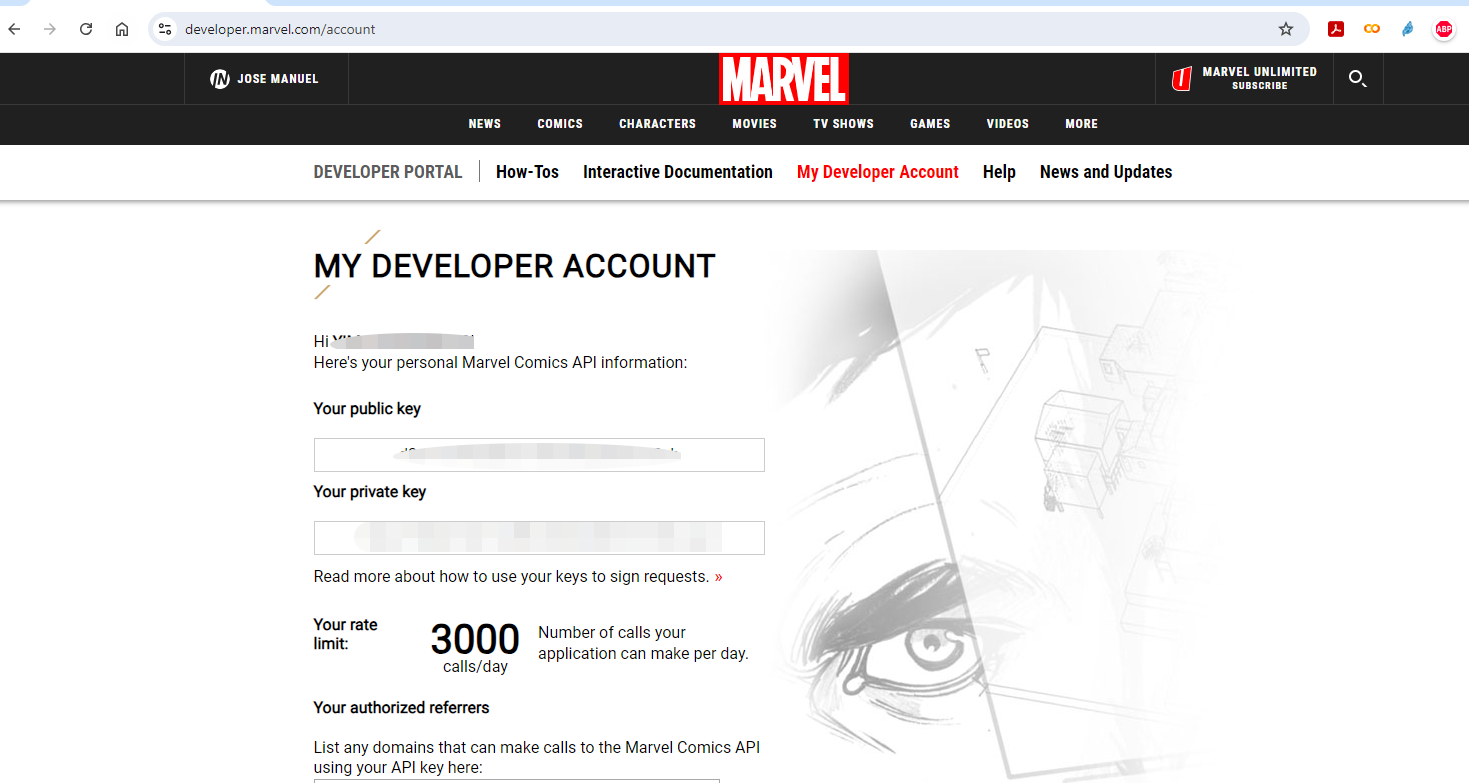 developer.marvel.com/account
ABP
IN JOSE MANUEL
MARVEL
MARVEL UNLIMITED
SUBSCRIBE
NEWS COMICS CHARACTERS MOVIES TV SHOWS GAMES VIDEOS MORE
DEVELOPER PORTAL How-Tos Interactive Documentation My Developer Account Help News and Updates
MY DEVELOPER ACCOUNT
Hi
Here's your personal Marvel Comics API information:
Your public key
Your private key
Read more about how to use your keys to sign requests. »
Your rate
limit:
3000
calls/day
Number of calls your
application can make per day.
Your authorized referrers
List any domains that can make calls to the Marvel Comics API
using your API key here: